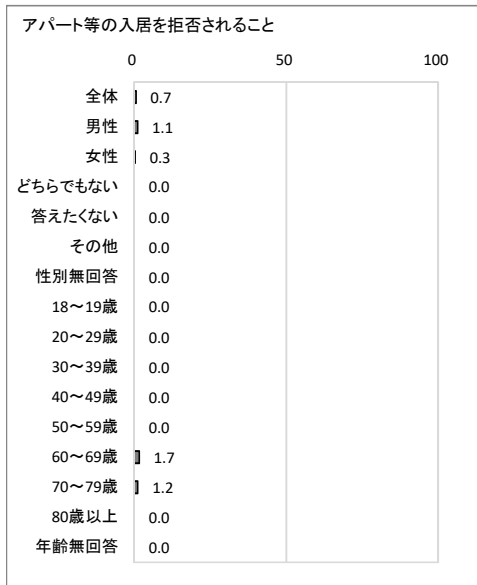 アパート等の入居を拒否されること
0 50 100
全体 0.7
男性 1.1
女性 0.3
どちらでもない 0.0
答えたくない 0.0
その他 0.0
性別無回答 0.0
18～19歳 0.0
20～29歳 0.0
30～39歳 0.0
40～49歳 0.0
50～59歳 0.0
60～69歳 1.7
70～79歳 1.2
80歳以上 0.0
年齢無回答 0.0